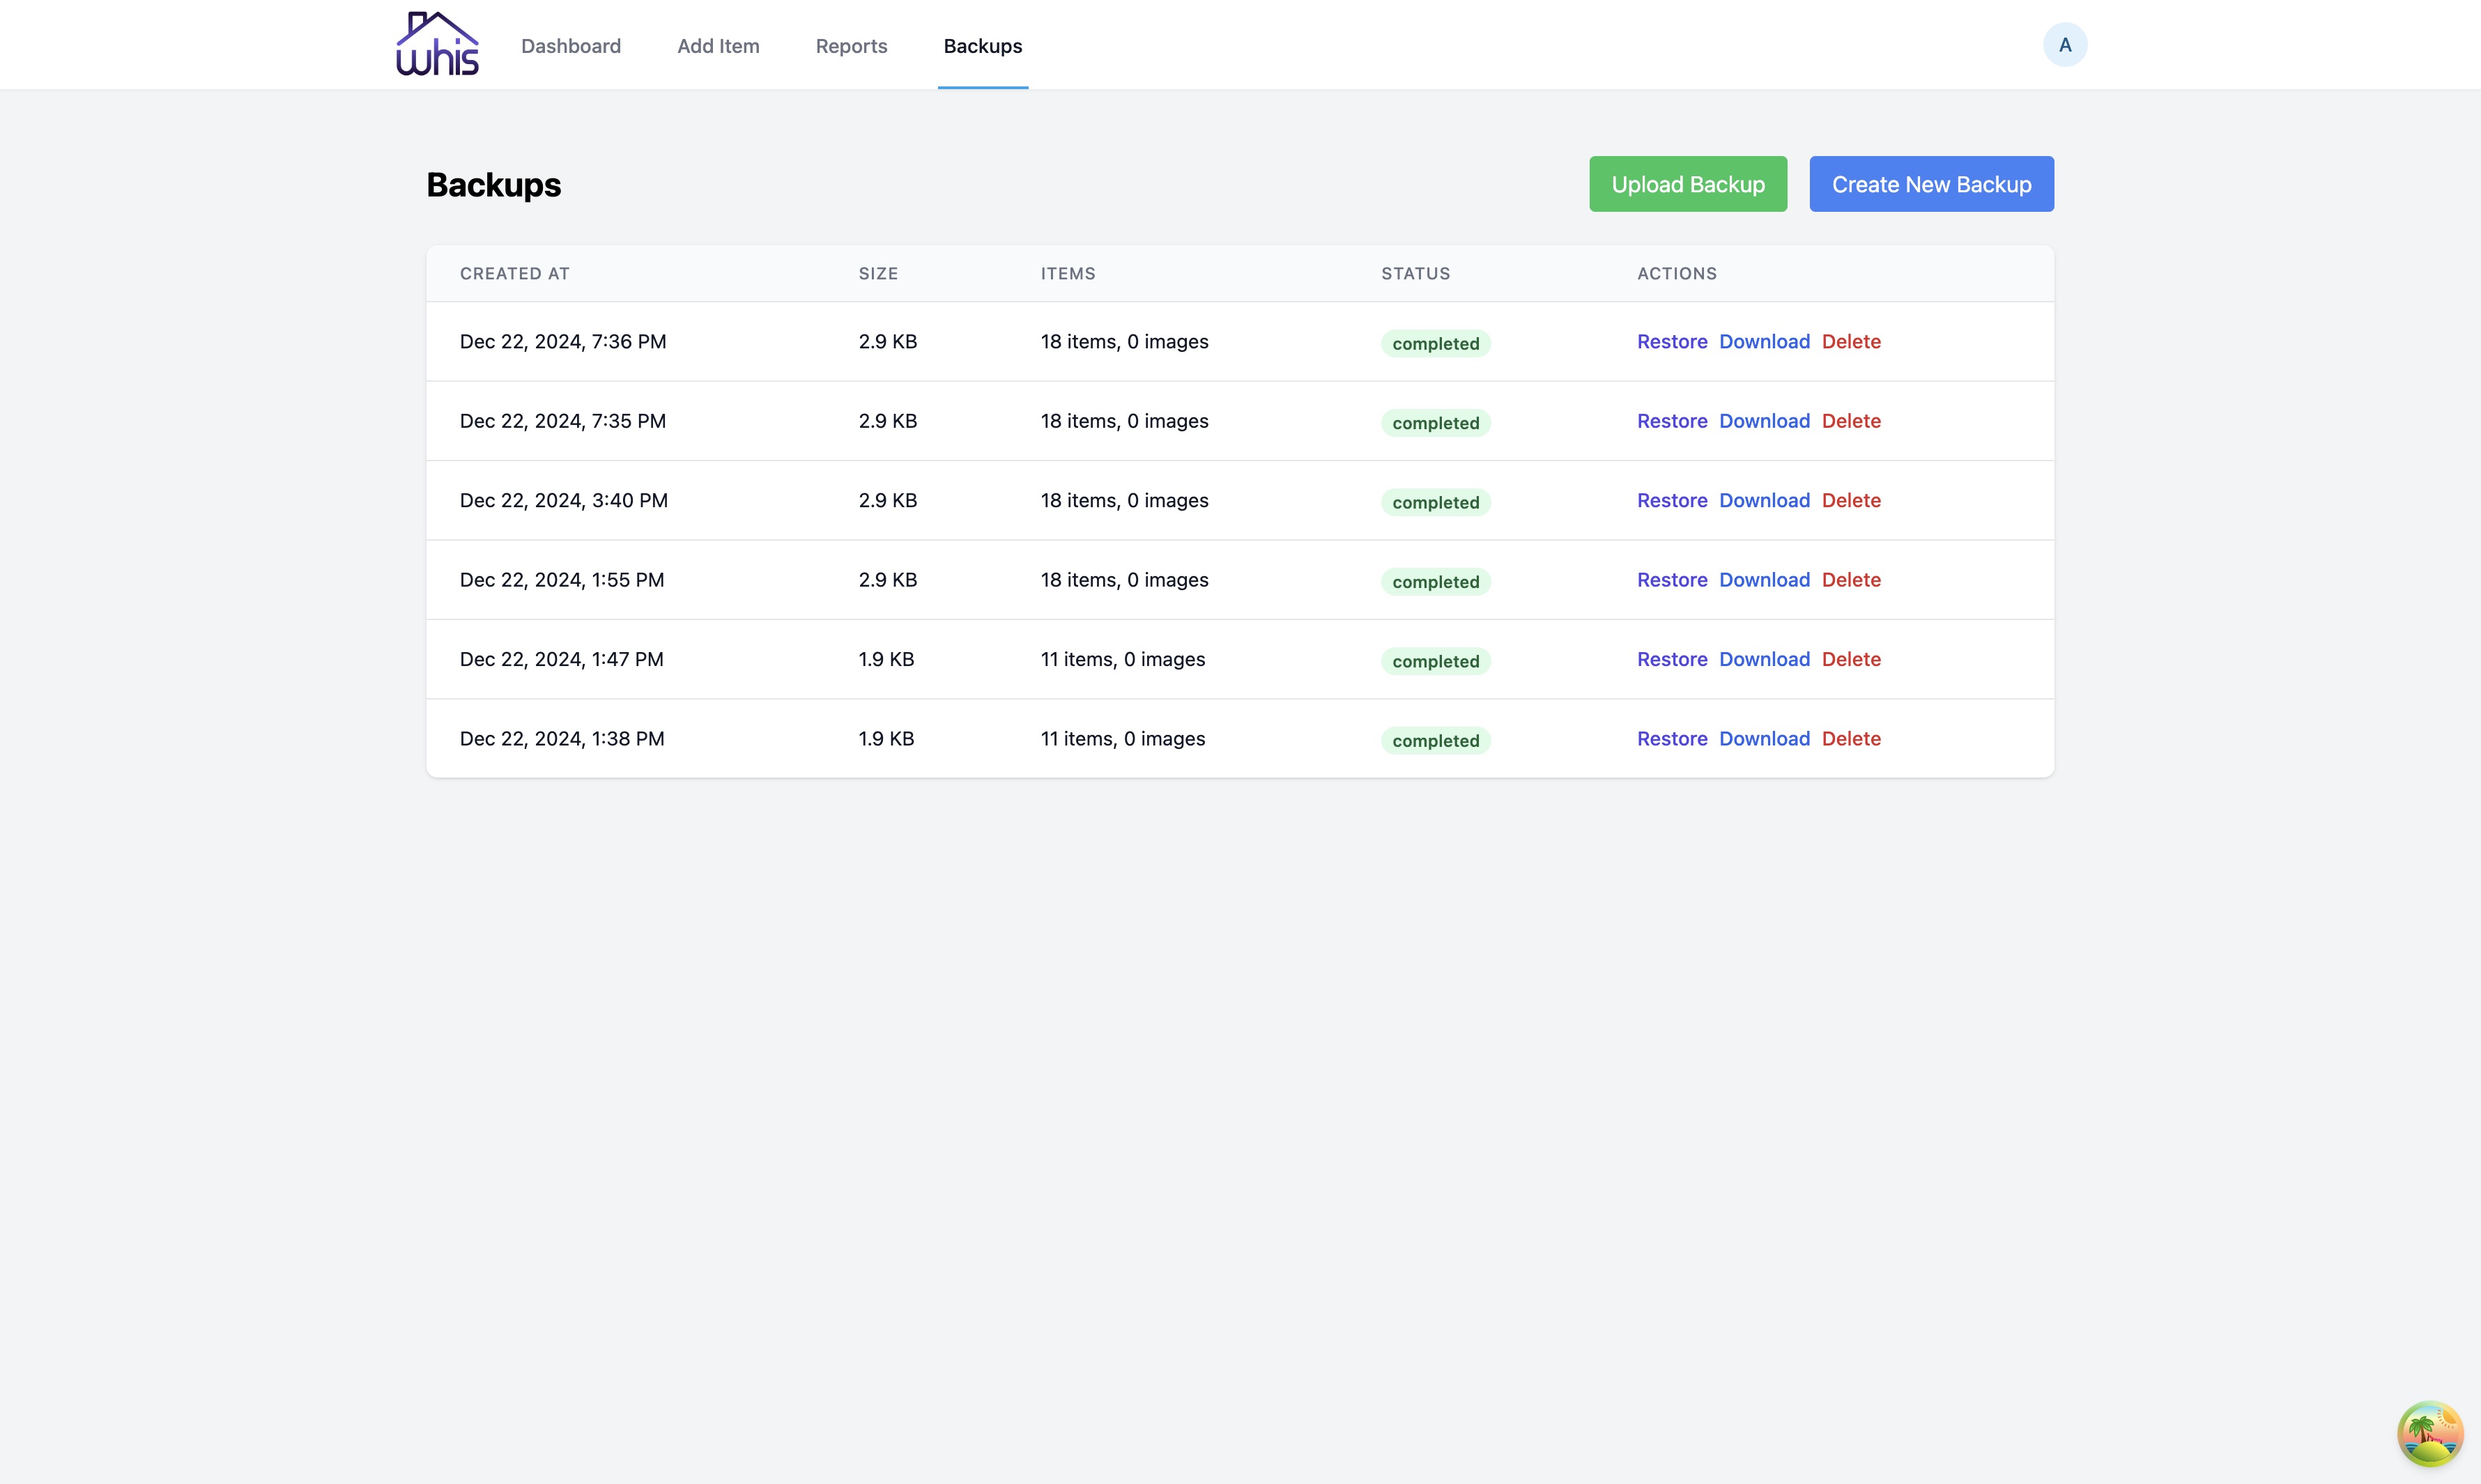 whis Dashboard Add Item Reports Backups A
Backups Upload Backup Create New Backup
CREATED AT SIZE ITEMS STATUS ACTIONS
Dec 22, 2024, 7:36 PM 2.9 KB 18 items, 0 images completed Restore Download Delete
Dec 22, 2024, 7:35 PM 2.9 KB 18 items, 0 images completed Restore Download Delete
Dec 22, 2024, 3:40 PM 2.9 KB 18 items, 0 images completed Restore Download Delete
Dec 22, 2024, 1:55 PM 2.9 KB 18 items, 0 images completed Restore Download Delete
Dec 22, 2024, 1:47 PM 1.9 KB 11 items, 0 images completed Restore Download Delete
Dec 22, 2024, 1:38 PM 1.9 KB 11 items, 0 images completed Restore Download Delete